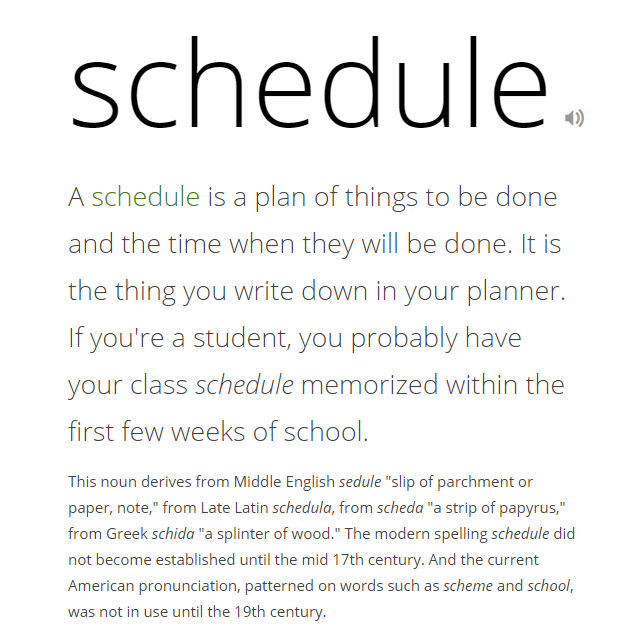 schedule
A schedule is a plan of things to be done
and the time when they will be done. It is
the thing you write down in your planner.
If you're a student, you probably have
your class schedule memorized within the
first few weeks of school.
This noun derives from Middle English sedule "slip of parchment or
paper, note," from Late Latin schedula, from scheda "a strip of papyrus,"
from Greek schida "a splinter of wood." The modern spelling schedule did
not become established until the mid 17th century. And the current
American pronunciation, patterned on words such as scheme and school,
was not in use until the 19th century.